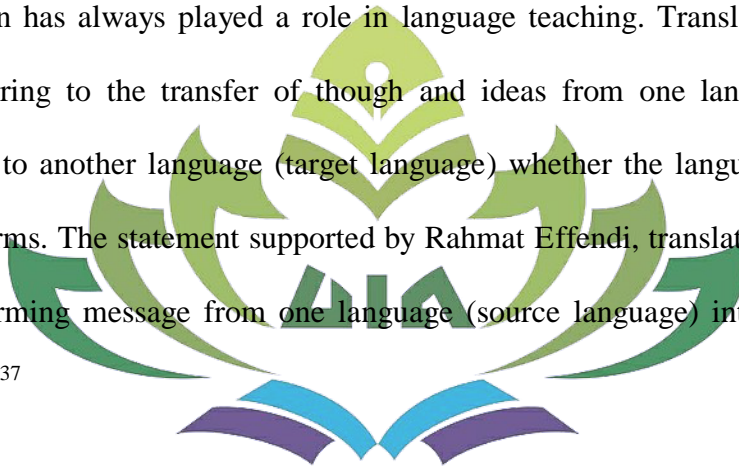 n has always played a role in language teaching. Transl
ring to the transfer of though and ideas from one lan
to another language (target language) whether the langu
rms. The statement supported by Rahmat Effendi, translat
UIN
rming message from one language (source language) int
37